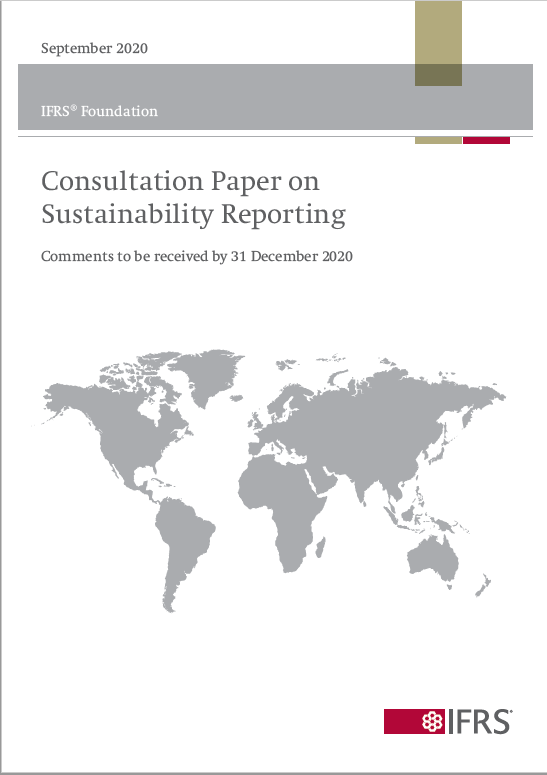 September 2020
IFRS® Foundation
Consultation Paper on
Sustainability Reporting
Comments to be received by 31 December 2020
IFRS®